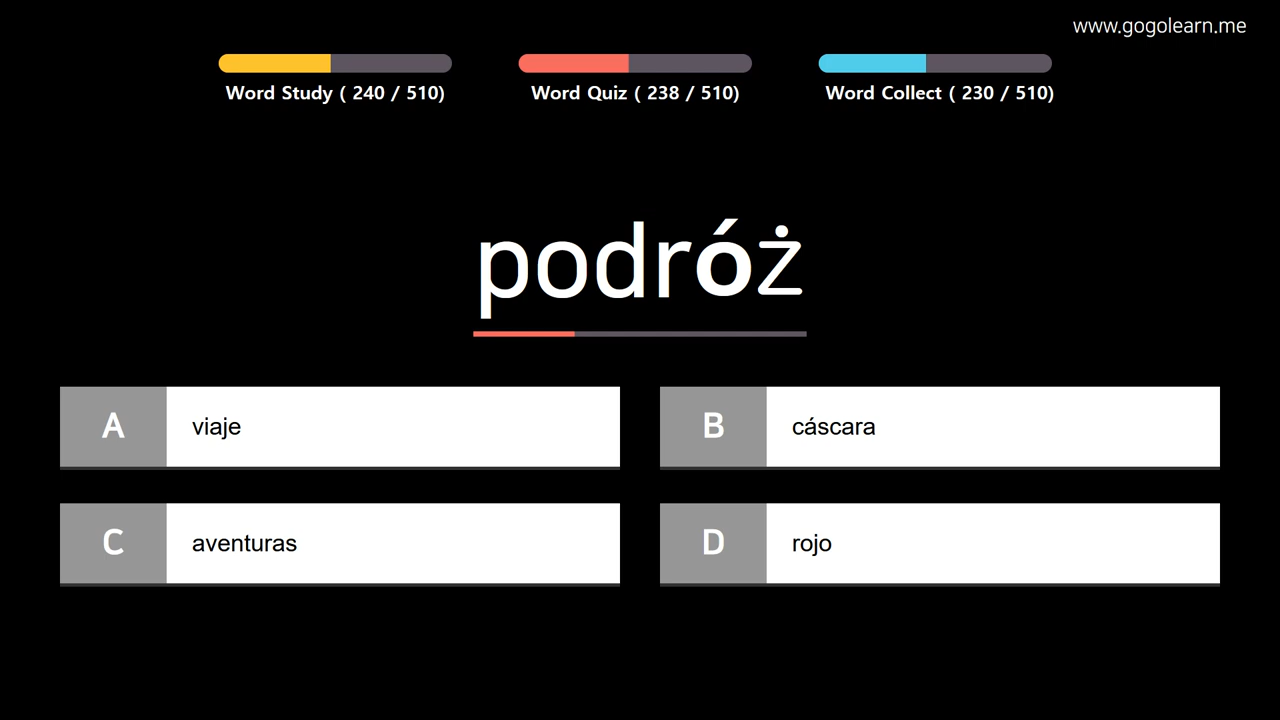 www.gogolearn.me
Word Study ( 240 / 510)
Word Quiz ( 238 / 510)
Word Collect ( 230 / 510)
podróż
A viaje
B cáscara
C aventuras
D rojo